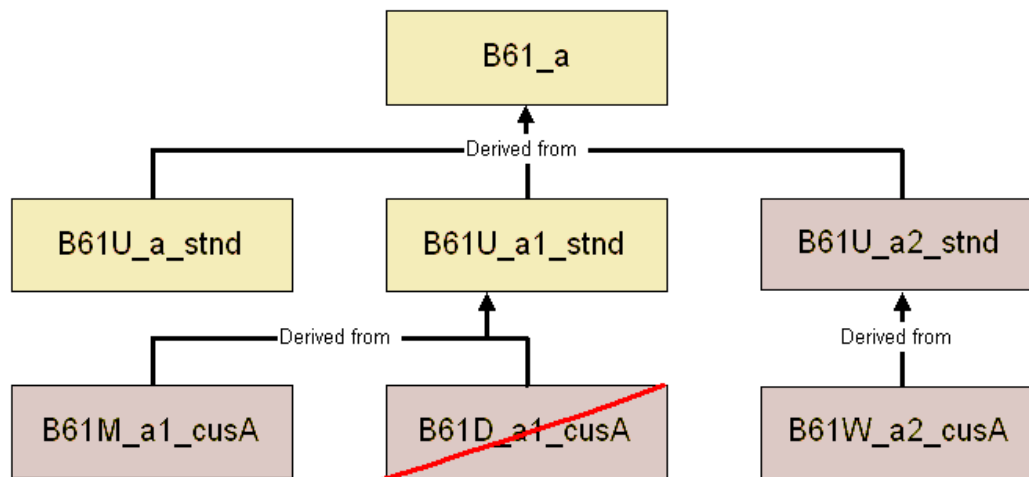 B61_a
Derived from
B61U_a_stnd
B61U_a1_stnd
B61U_a2_stnd
Derived from
Derived from
B61M_a1_cusA
B61D_a1_cusA
B61W_a2_cusA